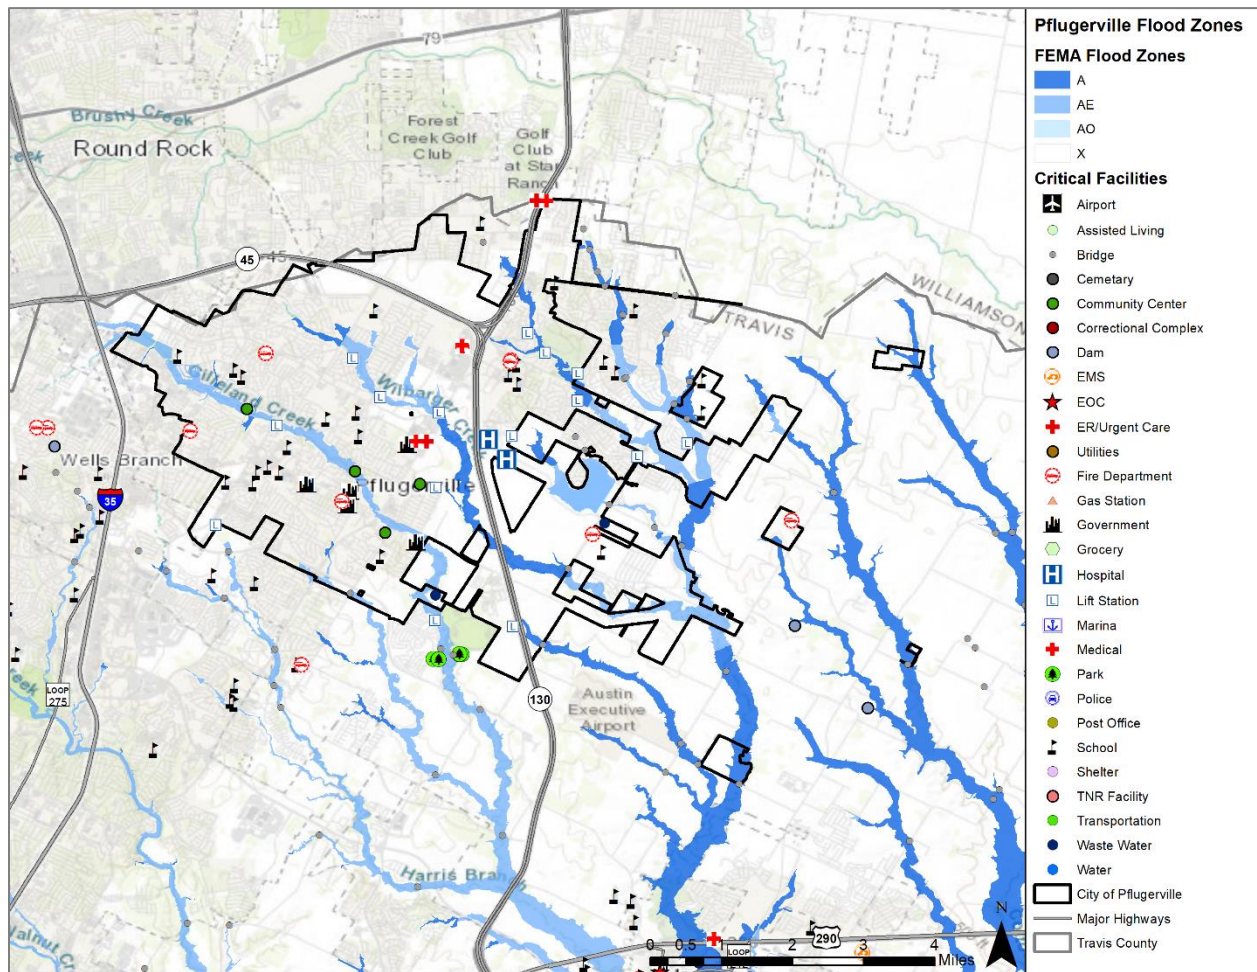 79
Brushy Creek
Round Rock
Forest
Creek Golf
Club
Golf
Club
at Star
Ranch
45
45
WILLIAMSON
TRAVIS
Gilleland Creek
Wilbarger Creek
Wells Branch
Pflugerville
35
Creek
LOOP
275
130
Austin
Executive
Airport
Harris Branch
Walnut
290
LOOP
0 0.5 1 2 3 4
Miles
N
Pflugerville Flood Zones
FEMA Flood Zones
A
AE
AO
X
Critical Facilities
Airport
Assisted Living
Bridge
Cemetary
Community Center
Correctional Complex
Dam
EMS
EOC
ER/Urgent Care
Utilities
Fire Department
Gas Station
Government
Grocery
H Hospital
L Lift Station
Marina
Medical
Park
Police
Post Office
School
Shelter
TNR Facility
Transportation
Waste Water
Water
City of Pflugerville
Major Highways
Travis County